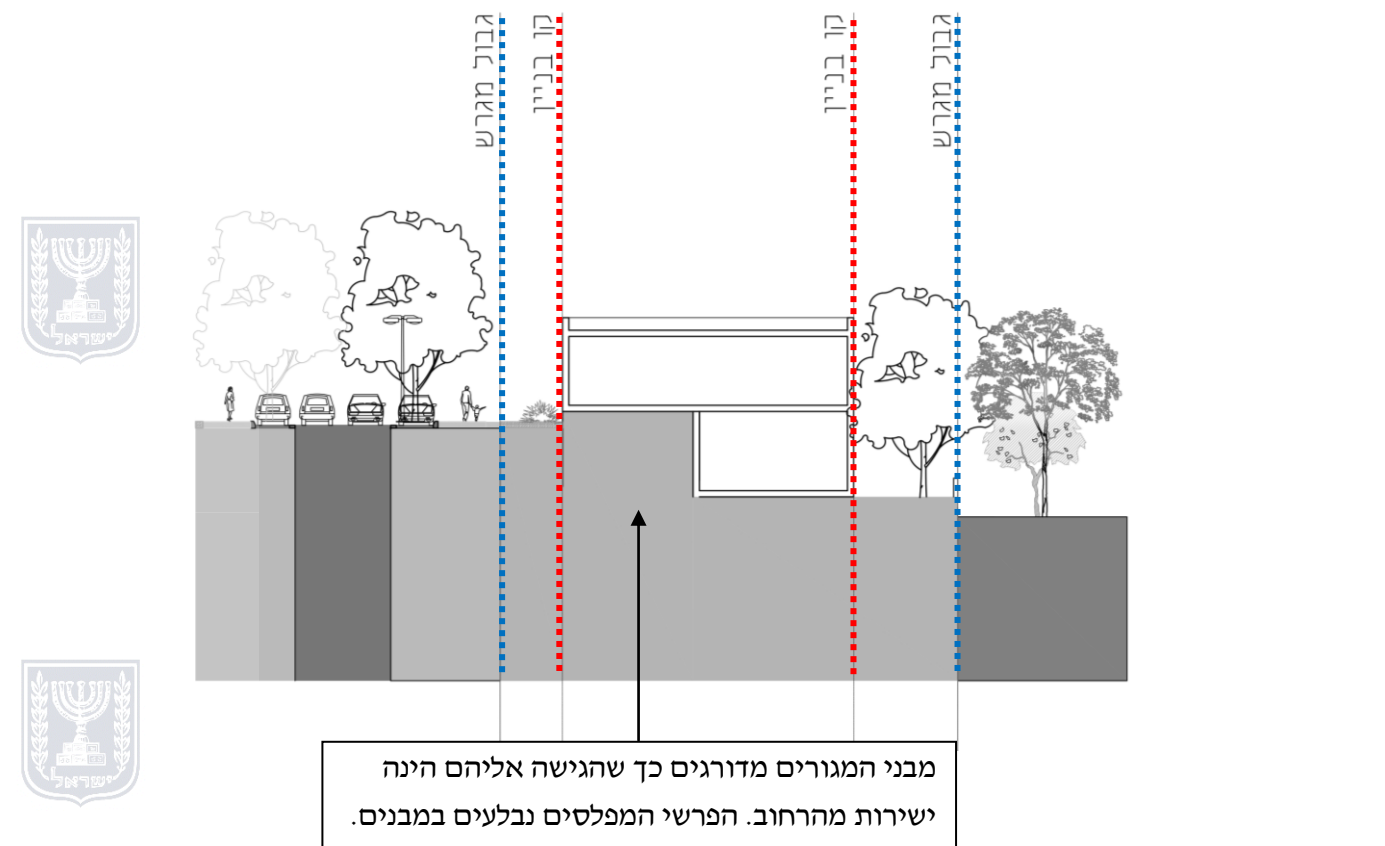 גבול מגרש
קו בניין
קו בניין
גבול מגרש
ישראל
ישראל
מבני המגורים מדורגים כך שהגישה אליהם הינה
ישירות מהרחוב. הפרשי המפלסים נבלעים במבנים.